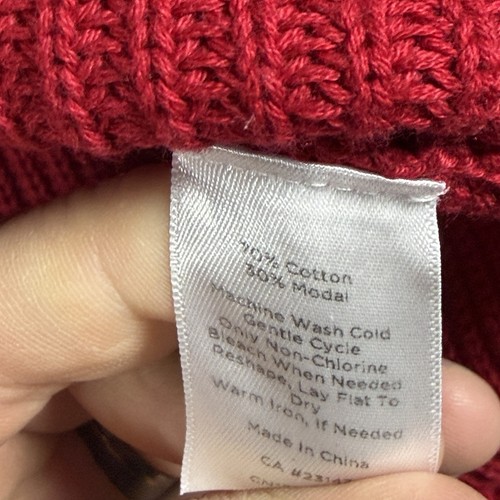 70% Cotton
30% Modal
Machine Wash Cold
Gentle Cycle
Only Non-Chlorine
Bleach When Needed
Reshape, Lay Flat To
Dry
Warm Iron, If Needed
Made In China
CA